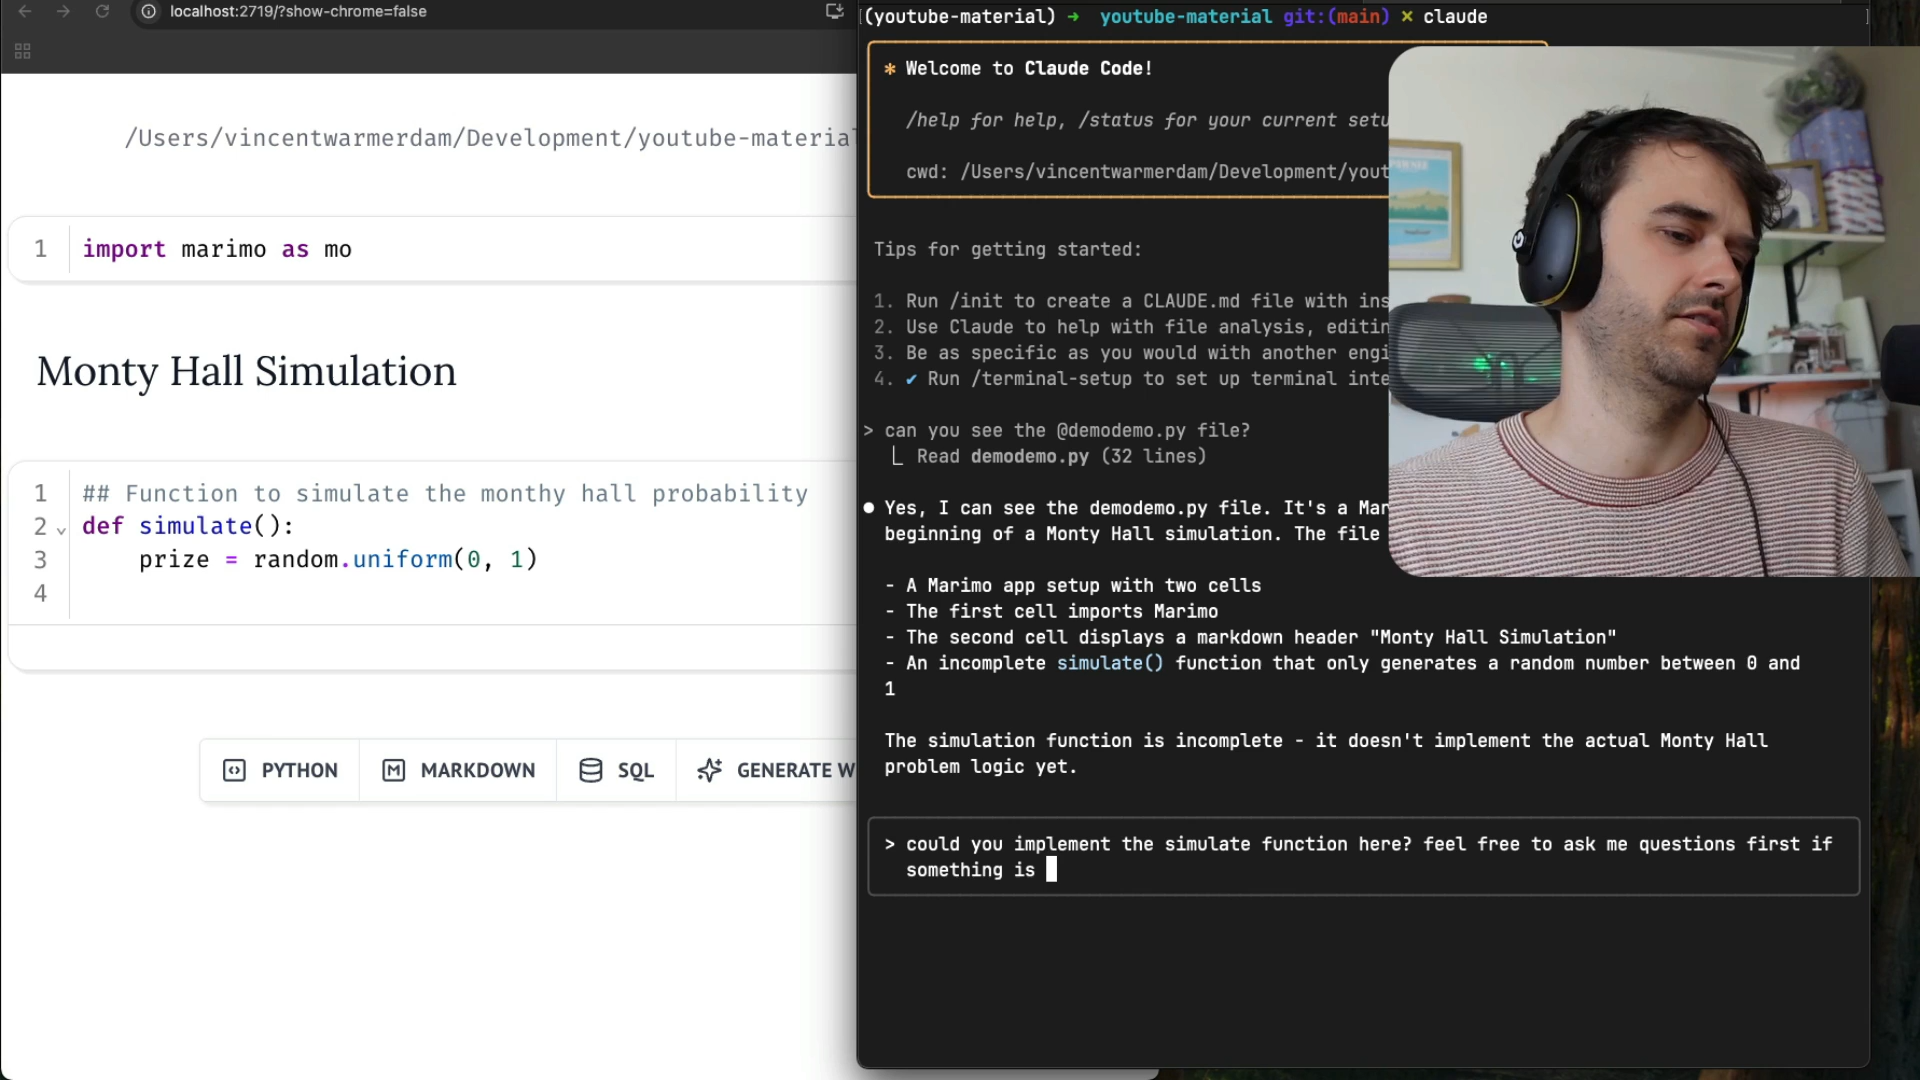 localhost:2719/?show-chrome=false
/Users/vincentwarmerdam/Development/youtube-material
1 import marimo as mo
Monty Hall Simulation
1 ## Function to simulate the monthy hall probability
2 def simulate():
3 prize = random.uniform(0, 1)
4
PYTHON
MARKDOWN
SQL
GENERATE W
(youtube-material) ➜ youtube-material git:(main) × claude
* Welcome to Claude Code!
/help for help, /status for your current setu
cwd: /Users/vincentwarmerdam/Development/yout
Tips for getting started:
1. Run /init to create a CLAUDE.md file with ins
2. Use Claude to help with file analysis, editin
3. Be as specific as you would with another engi
4. ✔ Run /terminal-setup to set up terminal inte
> can you see the @demodemo.py file?
⎿ Read demodemo.py (32 lines)
● Yes, I can see the demodemo.py file. It's a Mar
beginning of a Monty Hall simulation. The file
- A Marimo app setup with two cells
- The first cell imports Marimo
- The second cell displays a markdown header "Monty Hall Simulation"
- An incomplete simulate() function that only generates a random number between 0 and
1
The simulation function is incomplete - it doesn't implement the actual Monty Hall
problem logic yet.
> could you implement the simulate function here? feel free to ask me questions first if
something is